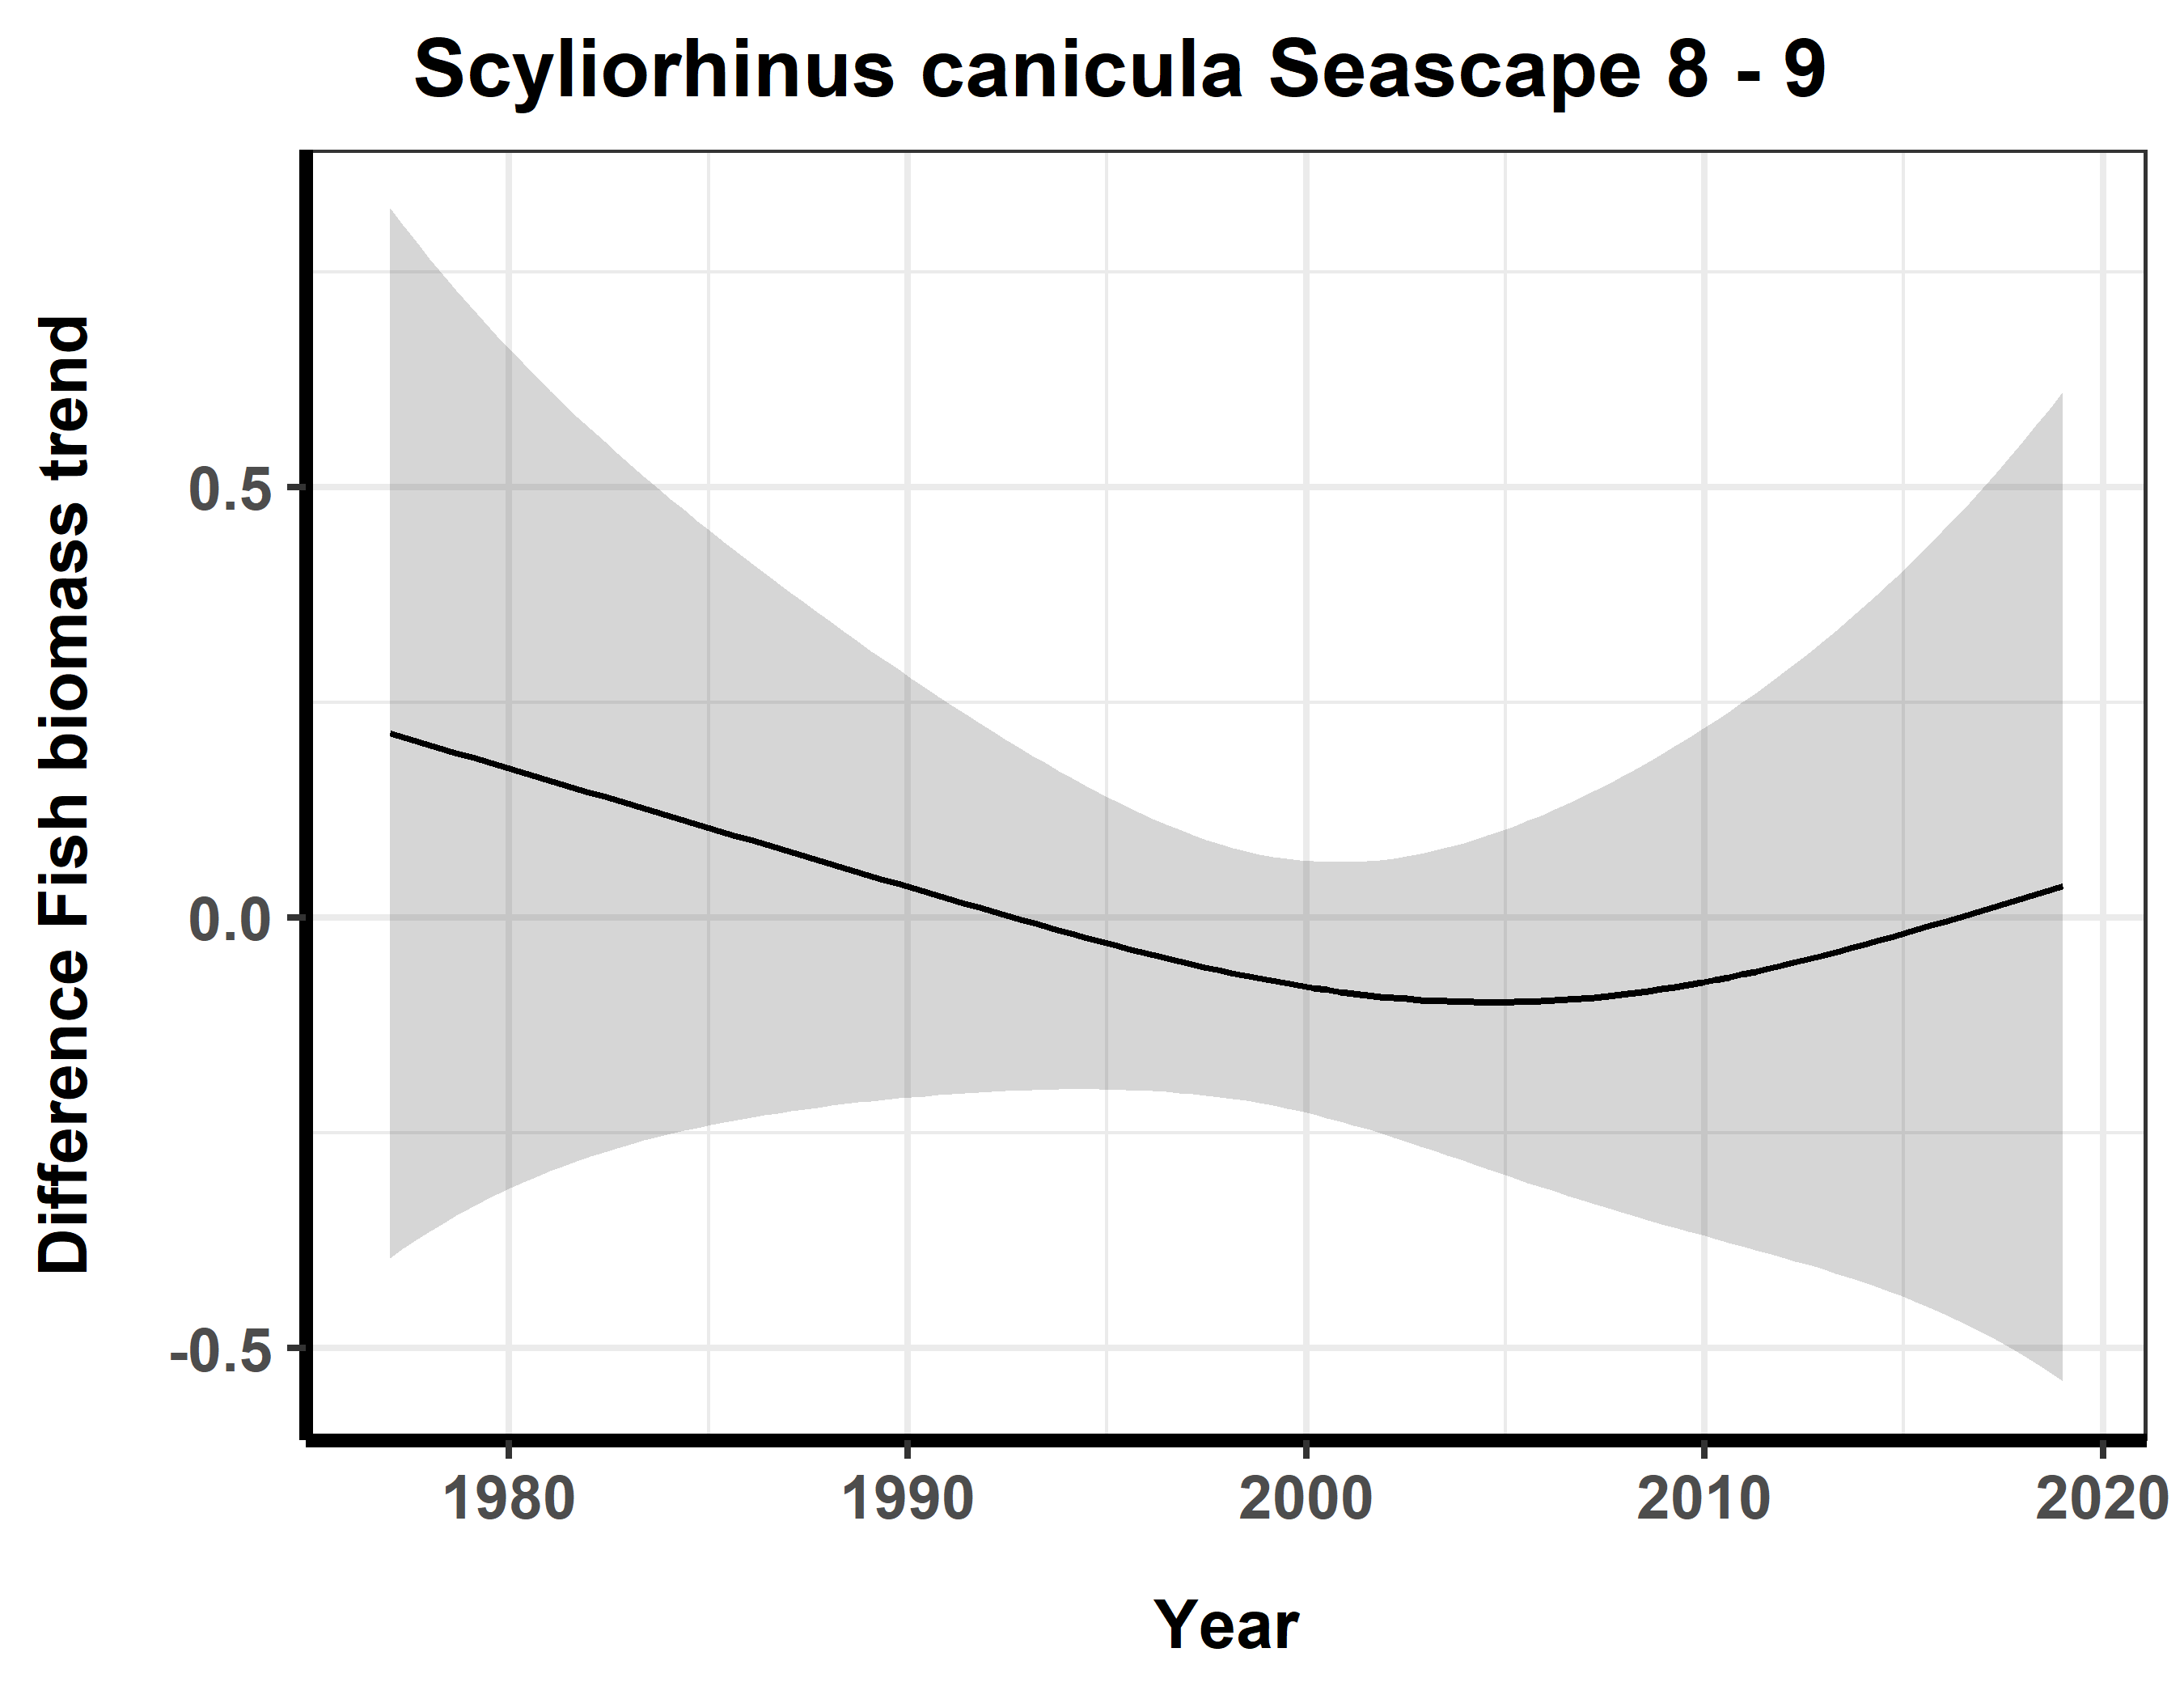 Scyliorhinus canicula Seascape 8 - 9
Difference Fish biomass trend
0.5
0.0
-0.5
1980 1990 2000 2010 2020
Year